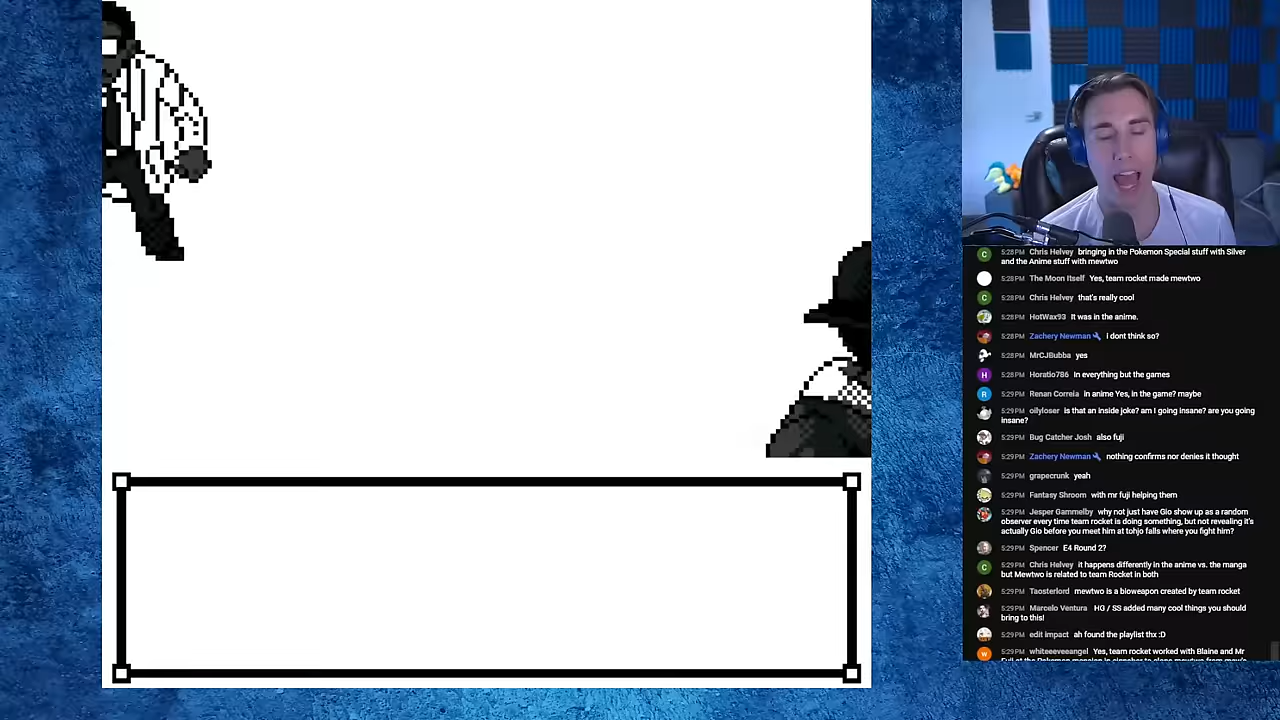 5:28PM Chris Helvey bringing in the Pokemon Special stuff with Silver
and the Anime stuff with mewtwo
5:28PM The Moon Itself Yes, team rocket made mewtwo
5:28PM Chris Helvey that's really cool
5:28PM HotWax93 It was in the anime.
5:28PM Zachery Newman i dont think so?
5:28PM MrCJBubba yes
5:28PM Horatio786 In everything but the games
5:29PM Renan Correia In anime Yes, in the game? maybe
5:29PM oilyloser is that an inside joke? am I going insane? are you going
insane?
5:29PM Bug Catcher Josh also fuji
5:29PM Zachery Newman nothing confirms nor denies it thought
5:29PM grapecrunk yeah
5:29PM Fantasy Shroom with mr fuji helping them
5:29PM Jesper Gammelby why not just have Gio show up as a random
observer every time team rocket is doing something, but not revealing it's
actually Gio before you meet him at tohjo falls where you fight him?
5:29PM Spencer E4 Round 2?
5:29PM Chris Helvey it happens differently in the anime vs. the manga
but Mewtwo is related to team Rocket in both
5:29PM Taosterlord mewtwo is a bioweapon created by team rocket
5:29PM Marcelo Ventura HG / SS added many cool things you should
bring to this!
5:29PM edit impact ah found the playlist thx :D
5:29PM whiteeeveeangel Yes, team rocket worked with Blaine and Mr